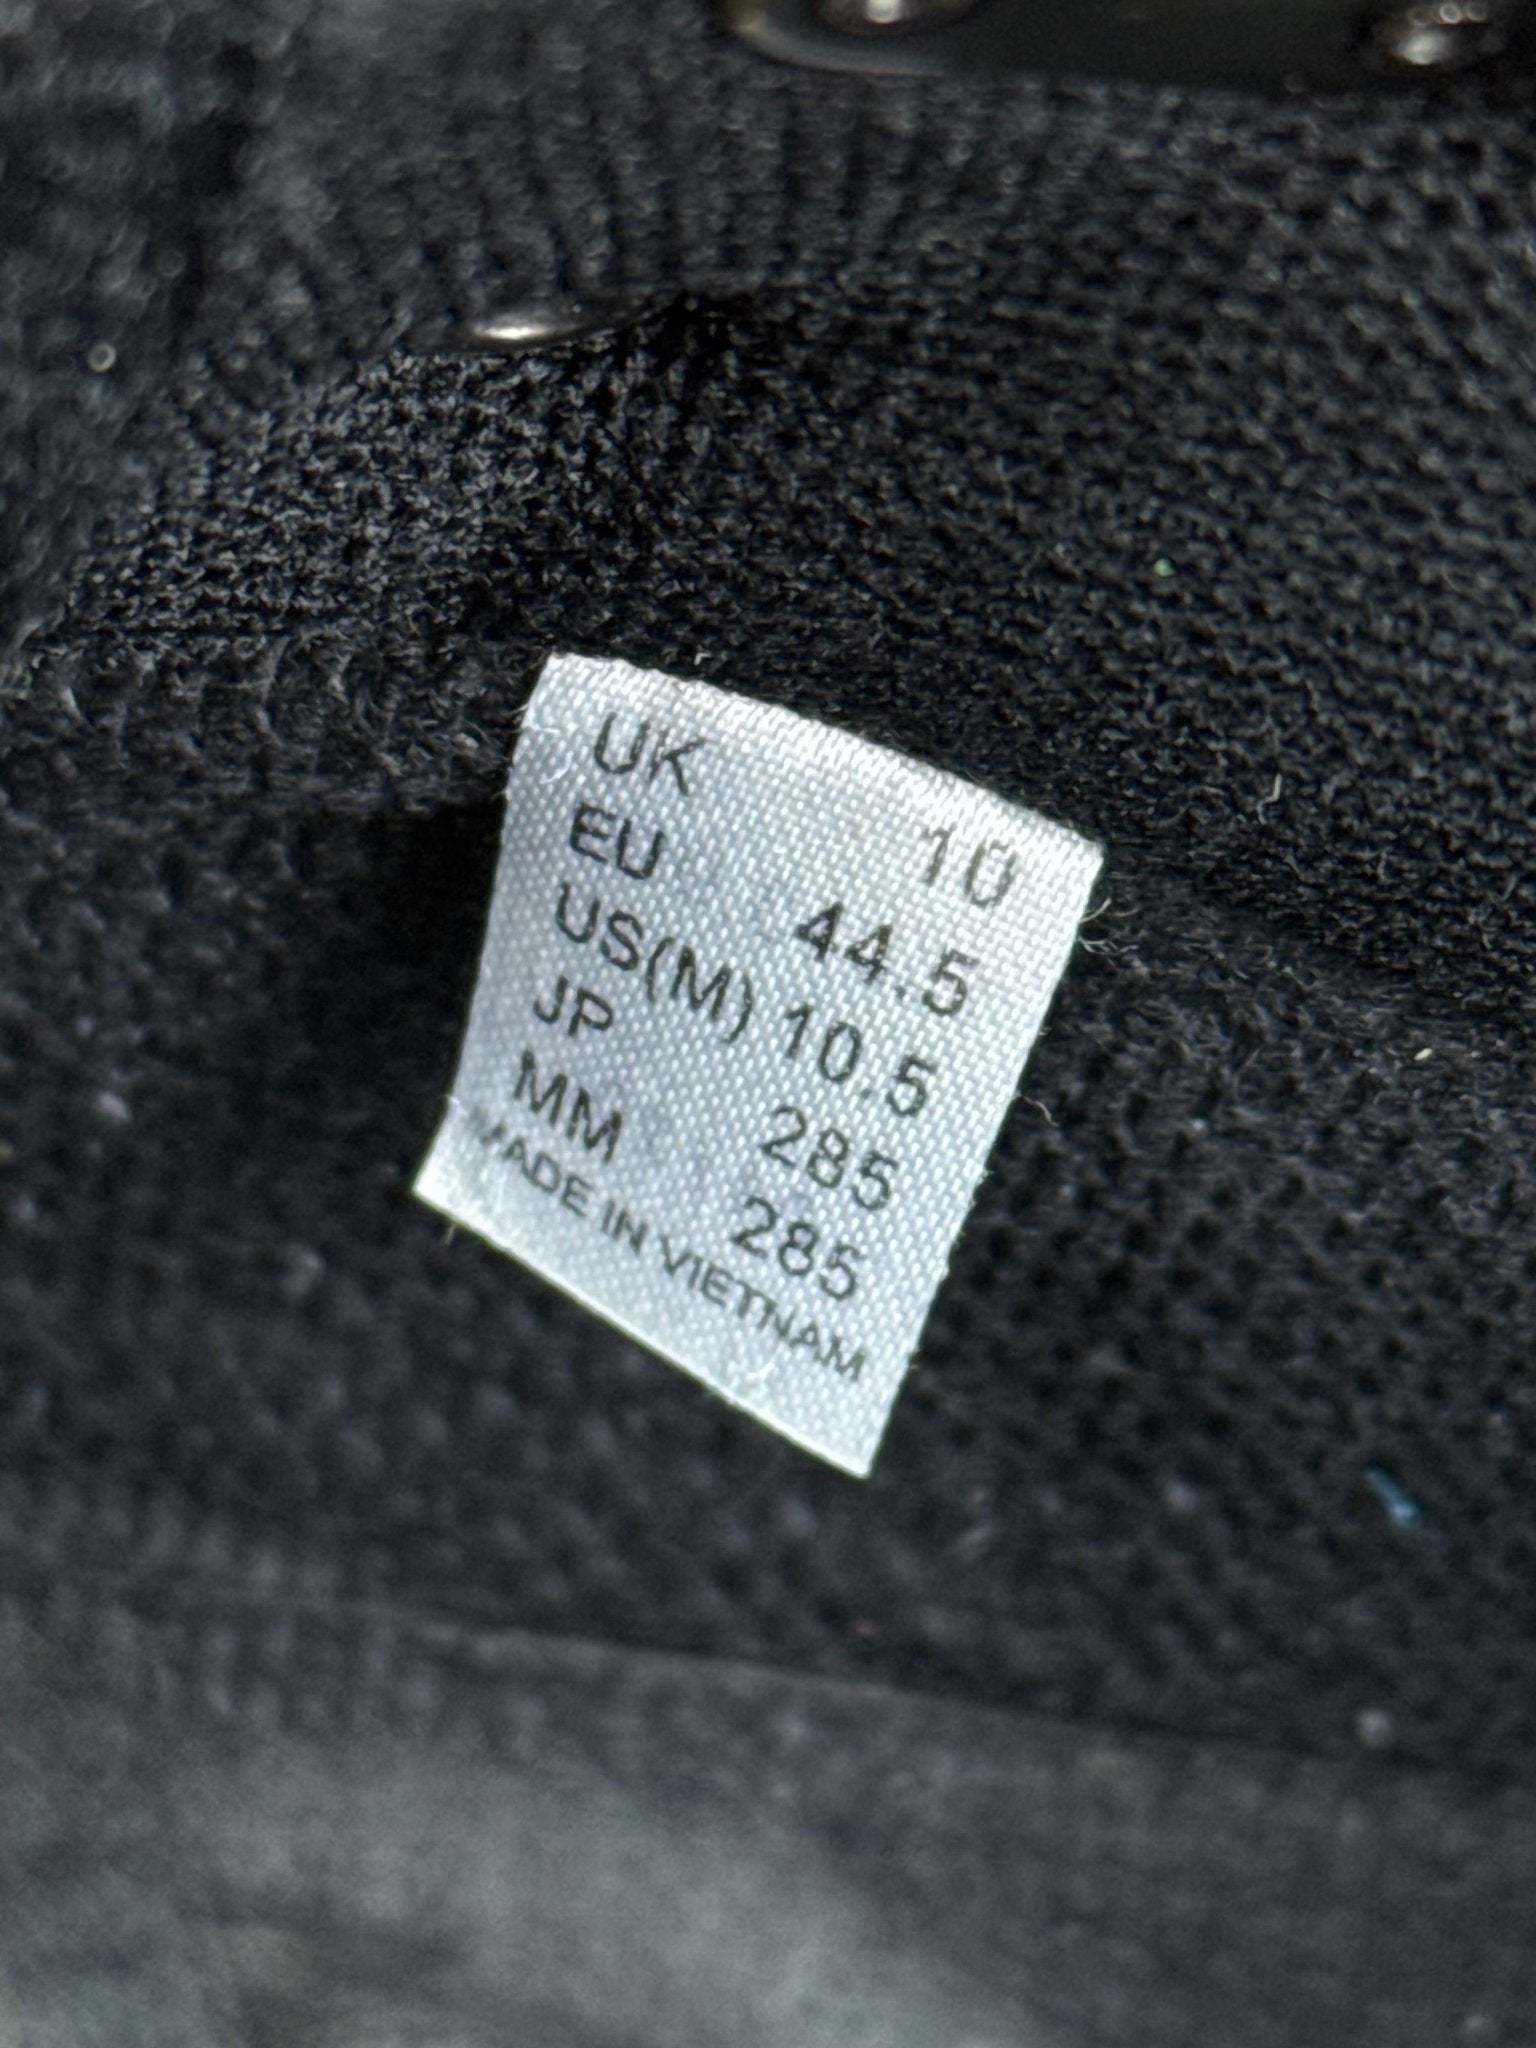 UK 10
EU 44.5
US(M) 10.5
JP 285
MM 285
MADE IN VIETNAM